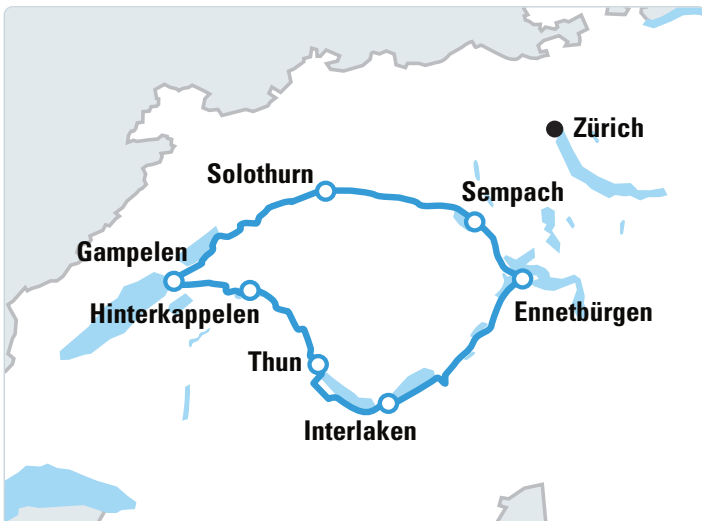 Zürich
Solothurn
Sempach
Gampelen
Hinterkappelen
Ennetbürgen
Thun
Interlaken